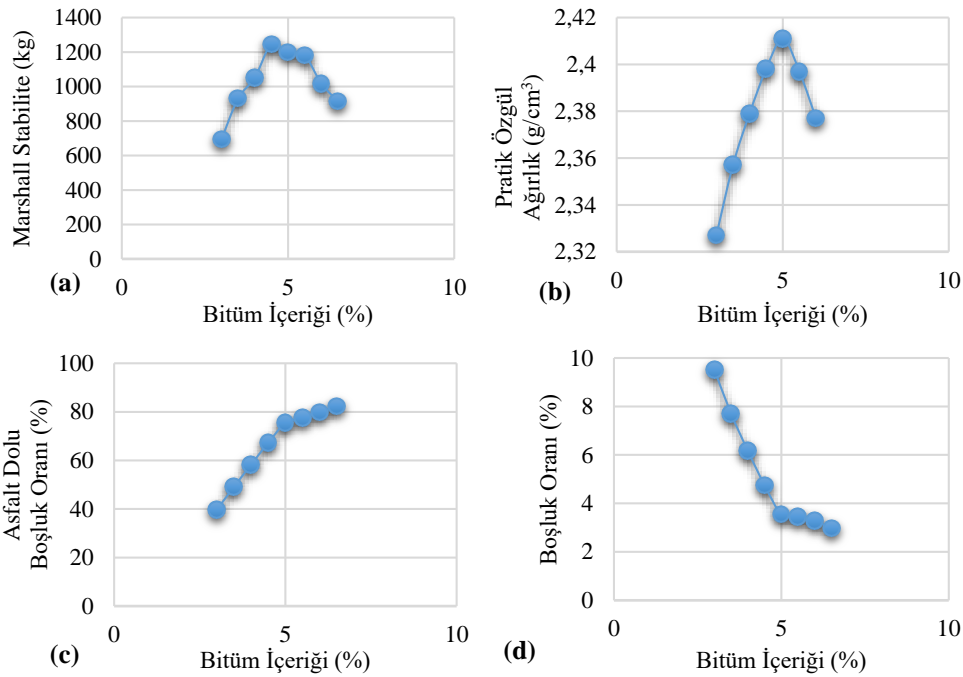 Marshall Stabilite (kg)
1400
1200
1000
800
600
400
200
0
0
5
10
Bitüm İçeriği (%)
(a)
Pratik Özgül
Ağırlık (g/cm³)
2,42
2,4
2,38
2,36
2,34
2,32
0
5
10
Bitüm İçeriği (%)
(b)
Asfalt Dolu
Boşluk Oranı (%)
100
80
60
40
20
0
0
5
10
Bitüm İçeriği (%)
(c)
Boşluk Oranı (%)
10
8
6
4
2
0
0
5
10
Bitüm İçeriği (%)
(d)